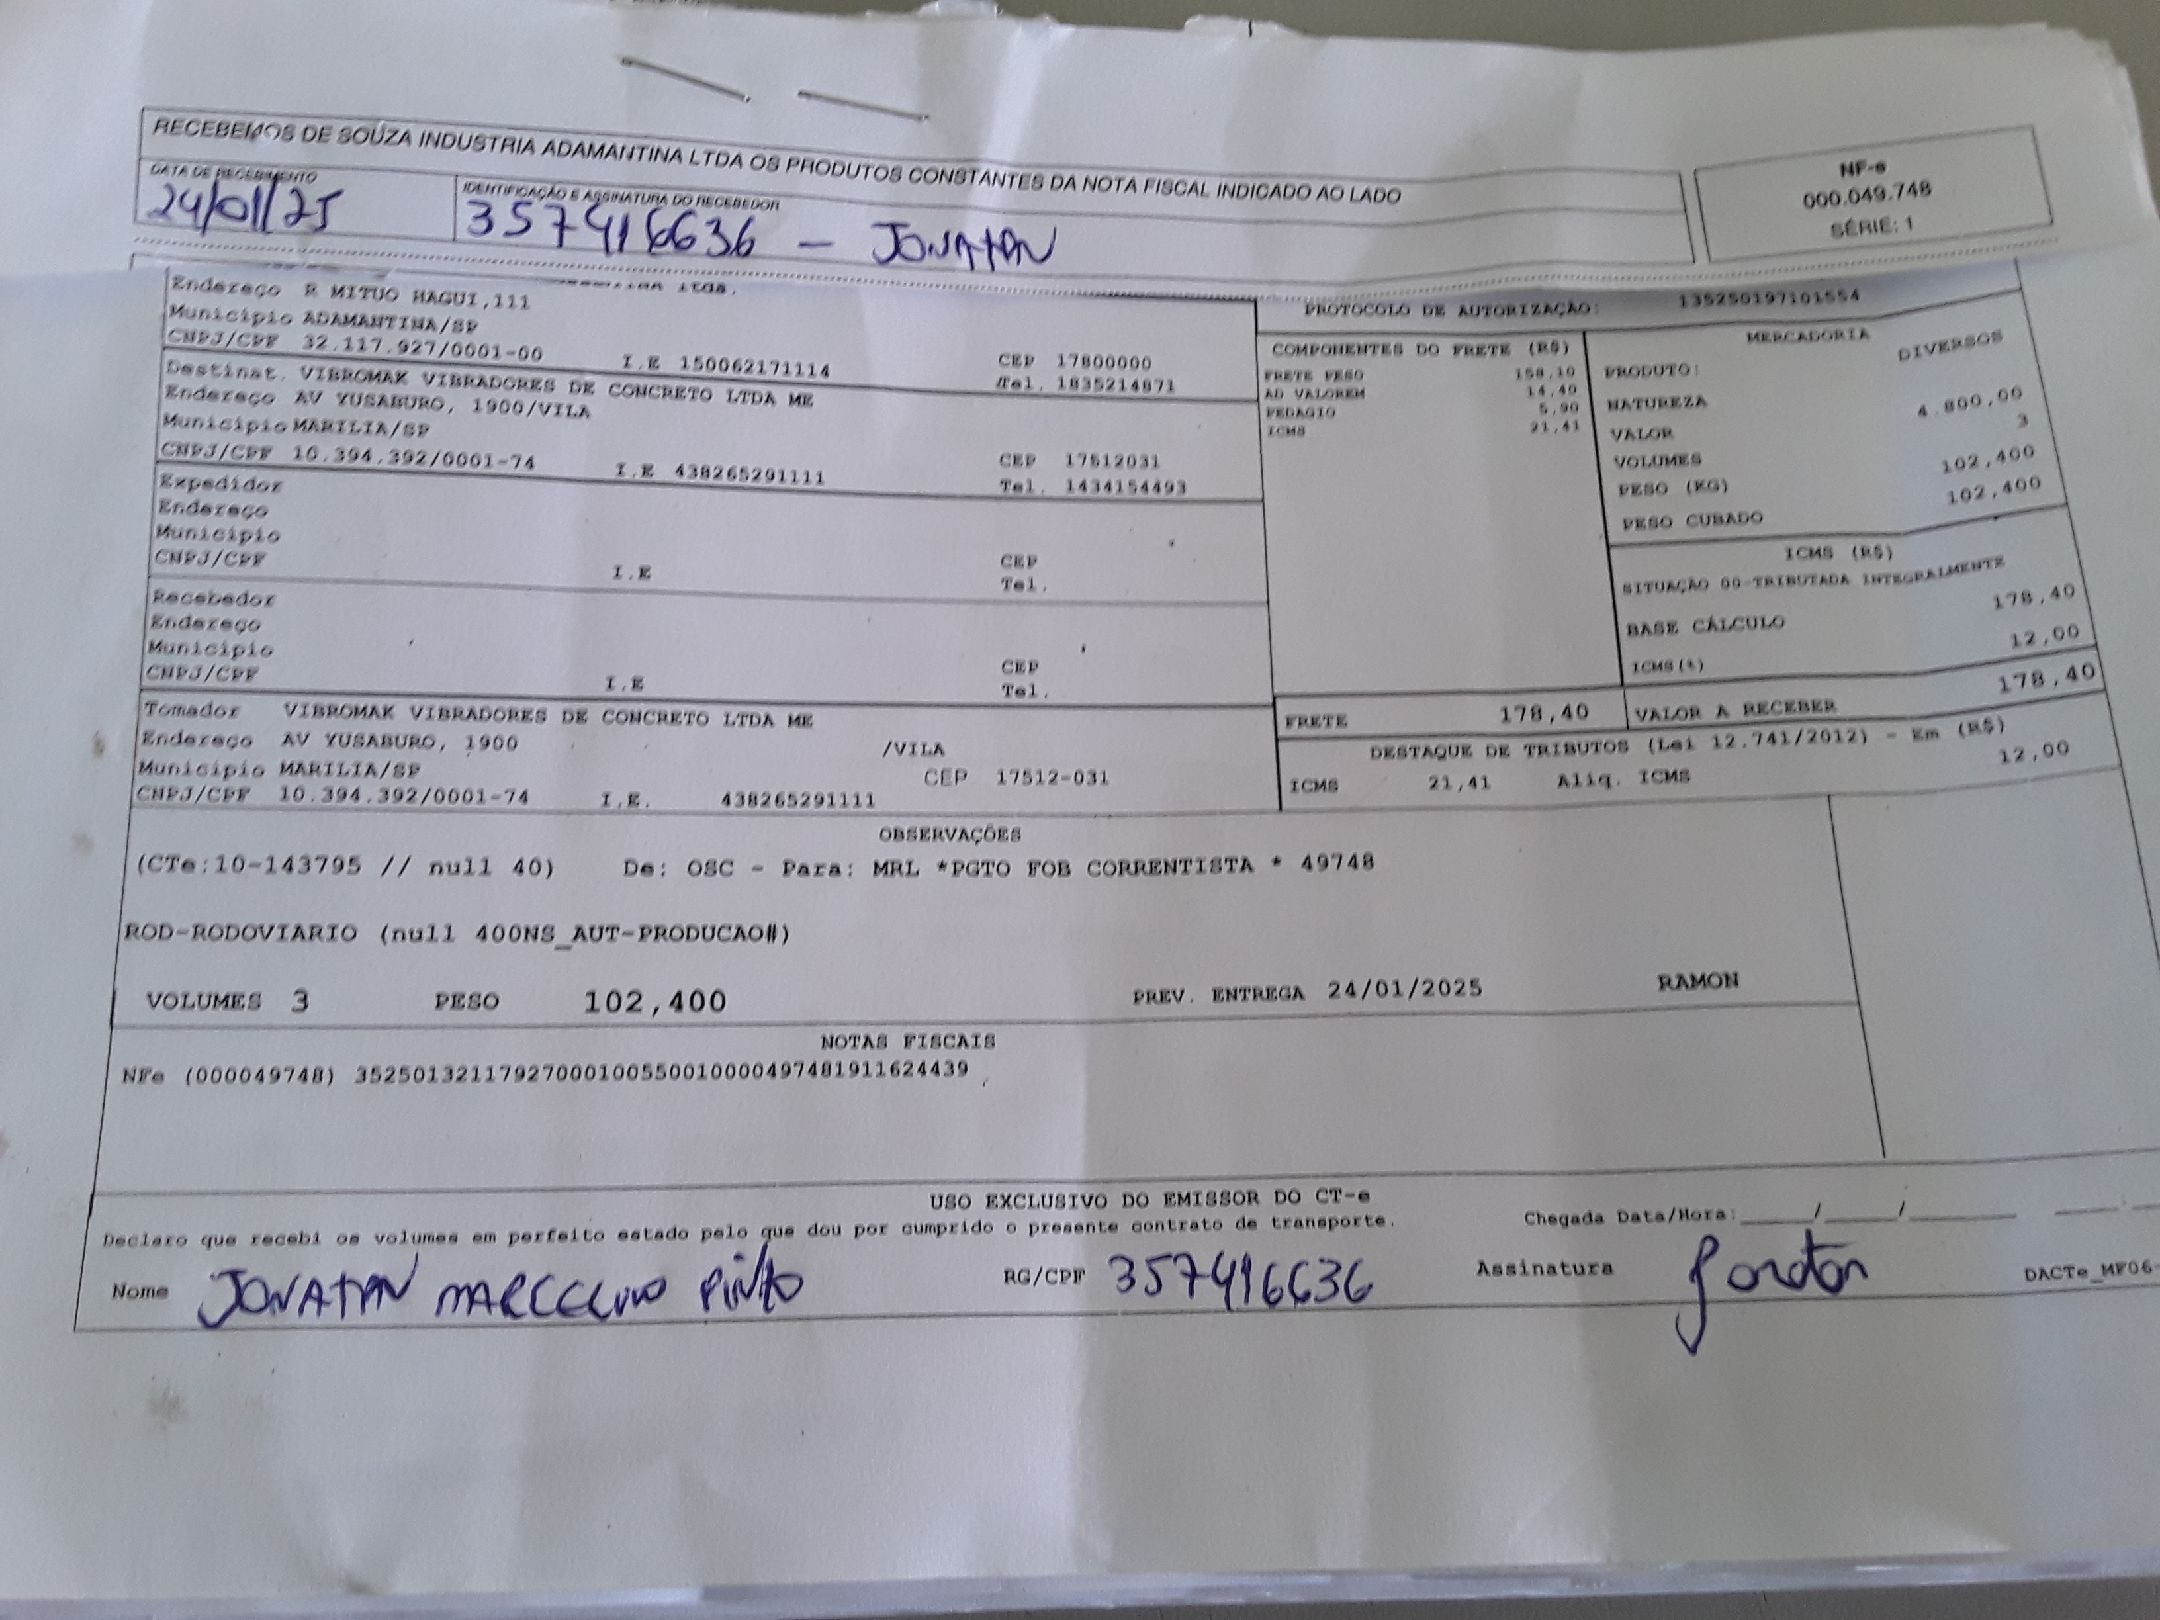 RECEBEMOS DE SOUZA INDUSTRIA ADAMANTINA LTDA OS PRODUTOS CONSTANTES DA NOTA FISCAL INDICADO AO LADO
DATA DE RECEBIMENTO
24/01/25
IDENTIFICAÇÃO E ASSINATURA DO RECEBEDOR
357416636 - JONATAN
NF-e
000.049.748
SÉRIE: 1
Ltda.
Endereço R MITUO HAGUI,111
Município ADAMANTINA/SP
CNPJ/CPF 32.117.927/0001-00 I.E 150062171114 CEP 17800000
Tel. 1835214871
Destinat. VIBROMAK VIBRADORES DE CONCRETO LTDA ME
Endereço AV YUSABURO, 1900/VILA
Município MARILIA/SP
CNPJ/CPF 10.394.392/0001-74 I.E 438265291111 CEP 17512031
Tel. 1434154493
Expedidor
Endereço
Município
CNPJ/CPF I.E CEP
Tel.
Recebedor
Endereço
Município
CNPJ/CPF I.E CEP
Tel.
Tomador VIBROMAK VIBRADORES DE CONCRETO LTDA ME
Endereço AV YUSABURO, 1900 /VILA
Município MARILIA/SP CEP 17512-031
CNPJ/CPF 10.394.392/0001-74 I.E. 438265291111
PROTOCOLO DE AUTORIZAÇÃO: 135250197101554
COMPONENTES DO FRETE (R$)
FRETE PESO 158,10
AD VALOREM 14,40
PEDAGIO 5,90
ICMS 21,41
MERCADORIA
PRODUTO: DIVERSOS
NATUREZA
VALOR 4.800,00
VOLUMES 3
PESO (KG) 102,400
PESO CUBADO 102,400
ICMS (R$)
SITUAÇÃO 00-TRIBUTADA INTEGRALMENTE
BASE CÁLCULO 178,40
ICMS(%) 12,00
FRETE 178,40 VALOR A RECEBER 178,40
DESTAQUE DE TRIBUTOS (Lei 12.741/2012) - Em (R$)
ICMS 21,41 Aliq. ICMS 12,00
OBSERVAÇÕES
(CTe:10-143795 // null 40) De: OSC - Para: MRL *PGTO FOB CORRENTISTA * 49748
ROD-RODOVIARIO (null 400NS_AUT-PRODUCAO#)
VOLUMES 3 PESO 102,400 PREV. ENTREGA 24/01/2025 RAMON
NOTAS FISCAIS
NFe (000049748) 35250132117927000100550010000497481911624439
USO EXCLUSIVO DO EMISSOR DO CT-e
Declaro que recebi os volumes em perfeito estado pelo que dou por cumprido o presente contrato de transporte. Chegada Data/Hora:____/____/________
Nome JONATAN MARCELINO PINTO RG/CPF 357416636 Assinatura Jonatan DACTe_MF06-